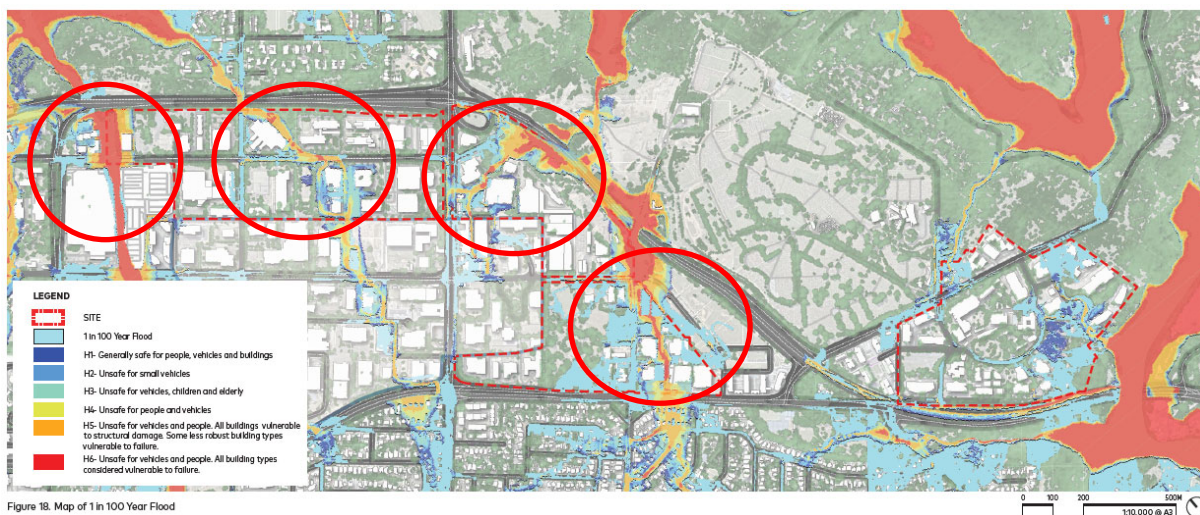 LEGEND
SITE
1 in 100 Year Flood
H1- Generally safe for people, vehicles and buildings
H2- Unsafe for small vehicles
H3- Unsafe for vehicles, children and elderly
H4- Unsafe for people and vehicles
H5- Unsafe for vehicles and people. All buildings vulnerable
to structural damage. Some less robust building types
vulnerable to failure.
H6- Unsafe for vehicles and people. All building types
considered vulnerable to failure.
Figure 18. Map of 1 in 100 Year Flood
0 100 200 500M
1:10,000 @ A3